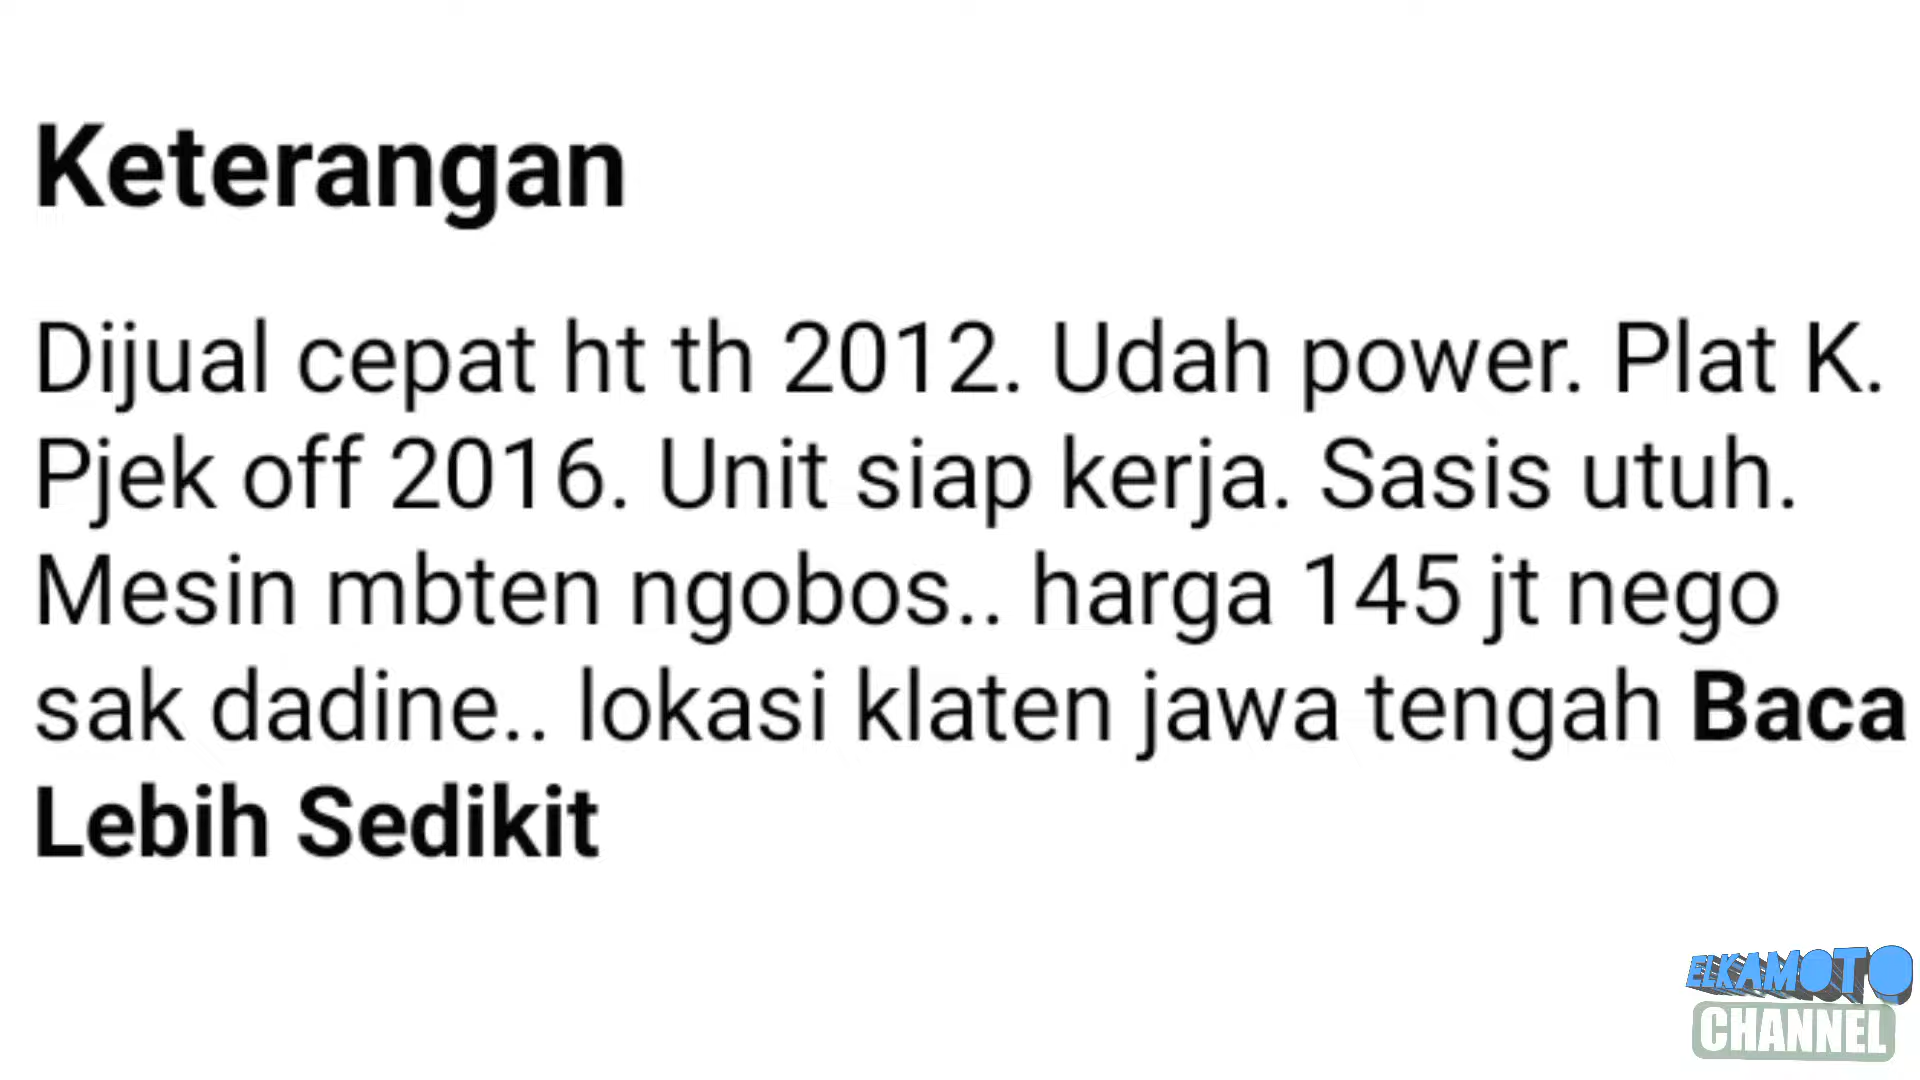 Keterangan
Dijual cepat ht th 2012. Udah power. Plat K.
Pjek off 2016. Unit siap kerja. Sasis utuh.
Mesin mbten ngobos.. harga 145 jt nego
sak dadine.. lokasi klaten jawa tengah Baca
Lebih Sedikit
ELKAMOTO
CHANNEL